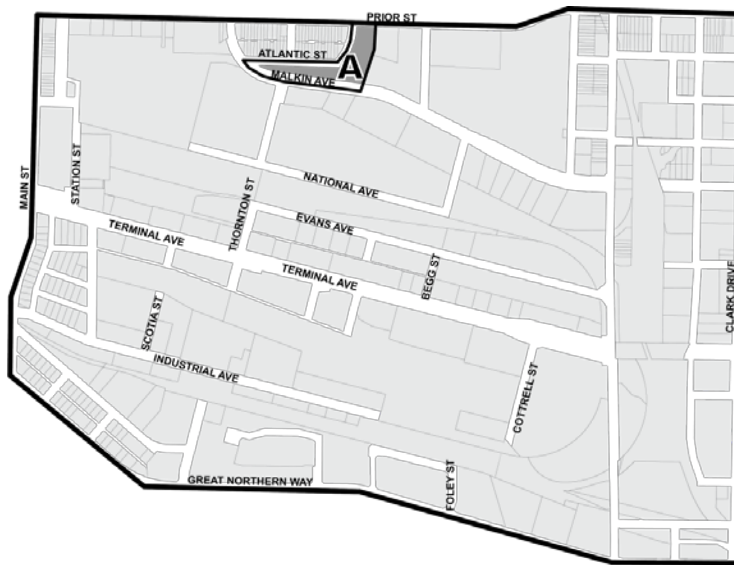 PRIOR ST
ATLANTIC ST
A
MALKIN AVE
MAIN ST
STATION ST
NATIONAL AVE
THORNTON ST
EVANS AVE
TERMINAL AVE
TERMINAL AVE
BEGG ST
CLARK DRIVE
SCOTIA ST
INDUSTRIAL AVE
COTTRELL ST
GREAT NORTHERN WAY
FOLEY ST